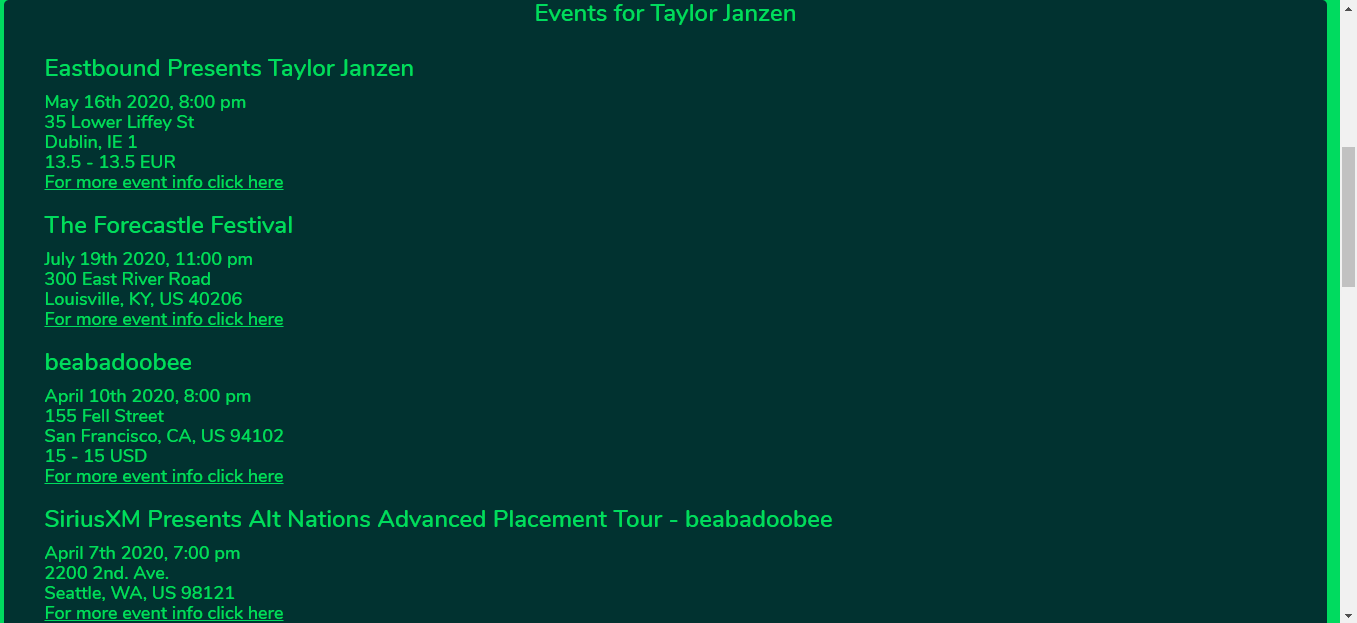 Events for Taylor Janzen
Eastbound Presents Taylor Janzen
May 16th 2020, 8:00 pm
35 Lower Liffey St
Dublin, IE 1
13.5 - 13.5 EUR
For more event info click here
The Forecastle Festival
July 19th 2020, 11:00 pm
300 East River Road
Louisville, KY, US 40206
For more event info click here
beabadoobee
April 10th 2020, 8:00 pm
155 Fell Street
San Francisco, CA, US 94102
15 - 15 USD
For more event info click here
SiriusXM Presents Alt Nations Advanced Placement Tour - beabadoobee
April 7th 2020, 7:00 pm
2200 2nd. Ave.
Seattle, WA, US 98121
For more event info click here